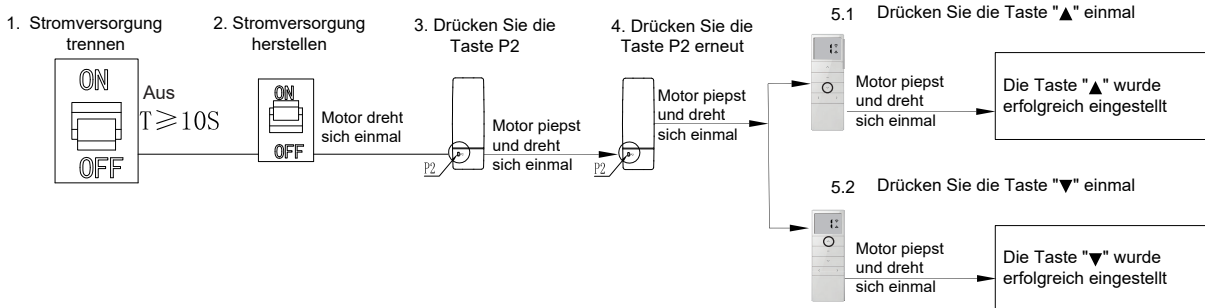 1. Stromversorgung
trennen
ON
OFF
Aus
T≥10S
2. Stromversorgung
herstellen
ON
OFF
Motor dreht
sich einmal
3. Drücken Sie die
Taste P2
P2
Motor piepst
und dreht
sich einmal
4. Drücken Sie die
Taste P2 erneut
P2
Motor piepst
und dreht
sich einmal
5.1 Drücken Sie die Taste "▲" einmal
Motor piepst
und dreht
sich einmal
Die Taste "▲" wurde
erfolgreich eingestellt
5.2 Drücken Sie die Taste "▼" einmal
Motor piepst
und dreht
sich einmal
Die Taste "▼" wurde
erfolgreich eingestellt